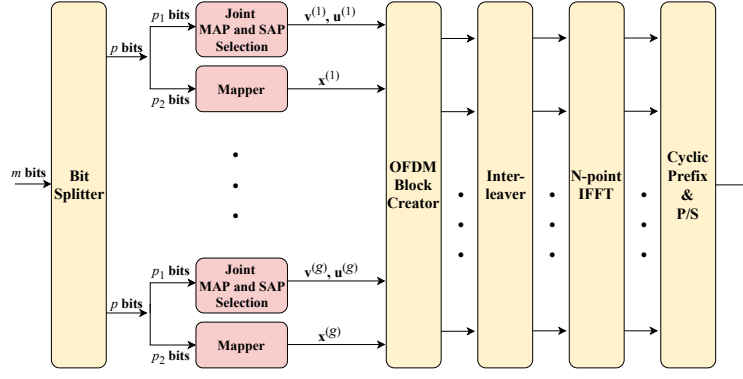 m bits
Bit
Splitter
p bits
p₁ bits
p₂ bits
Joint
MAP and SAP
Selection
v⁽¹⁾, u⁽¹⁾
Mapper
x⁽¹⁾
p bits
p₁ bits
p₂ bits
Joint
MAP and SAP
Selection
v⁽ᵍ⁾, u⁽ᵍ⁾
Mapper
x⁽ᵍ⁾
OFDM
Block
Creator
Inter-
leaver
N-point
IFFT
Cyclic
Prefix
&
P/S